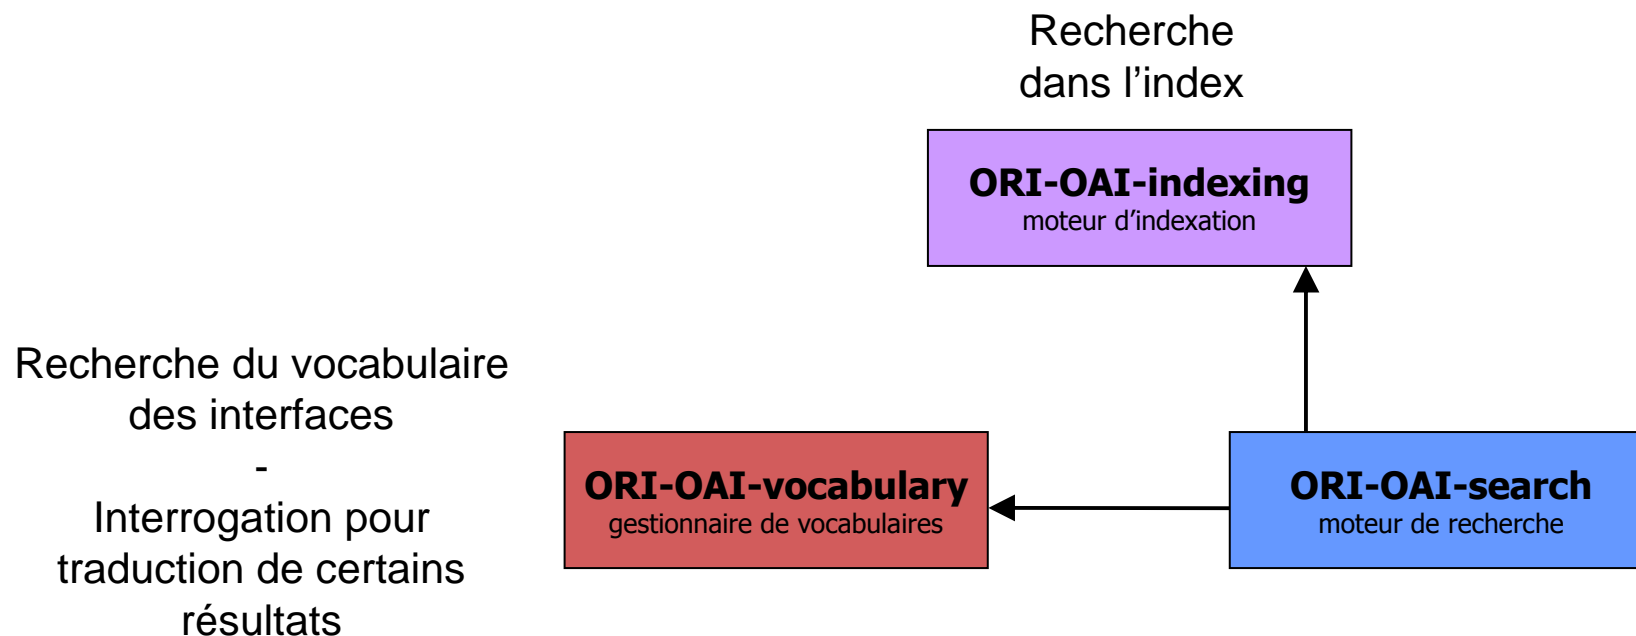 Recherche
dans l’index
ORI-OAI-indexing
moteur d’indexation
Recherche du vocabulaire
des interfaces
-
Interrogation pour
traduction de certains
résultats
ORI-OAI-vocabulary
gestionnaire de vocabulaires
ORI-OAI-search
moteur de recherche